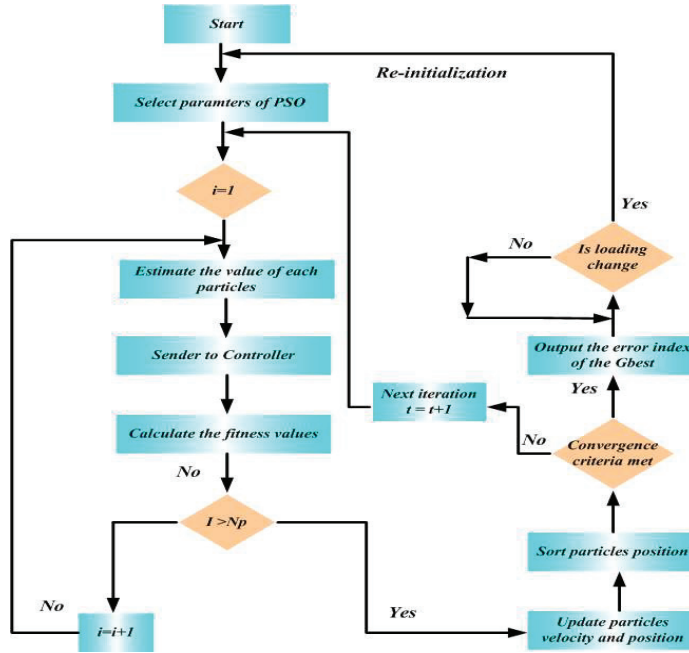 Start
Re-initialization
Select paramters of PSO
i=1
Yes
No
Is loading
change
Estimate the value of each
particles
Sender to Controller
Output the error index
of the Gbest
Yes
Next iteration
t = t+1
No
Convergence
criteria met
Calculate the fitness values
No
I >Np
Sort particles position
No
i=i+1
Yes
Update particles
velocity and position